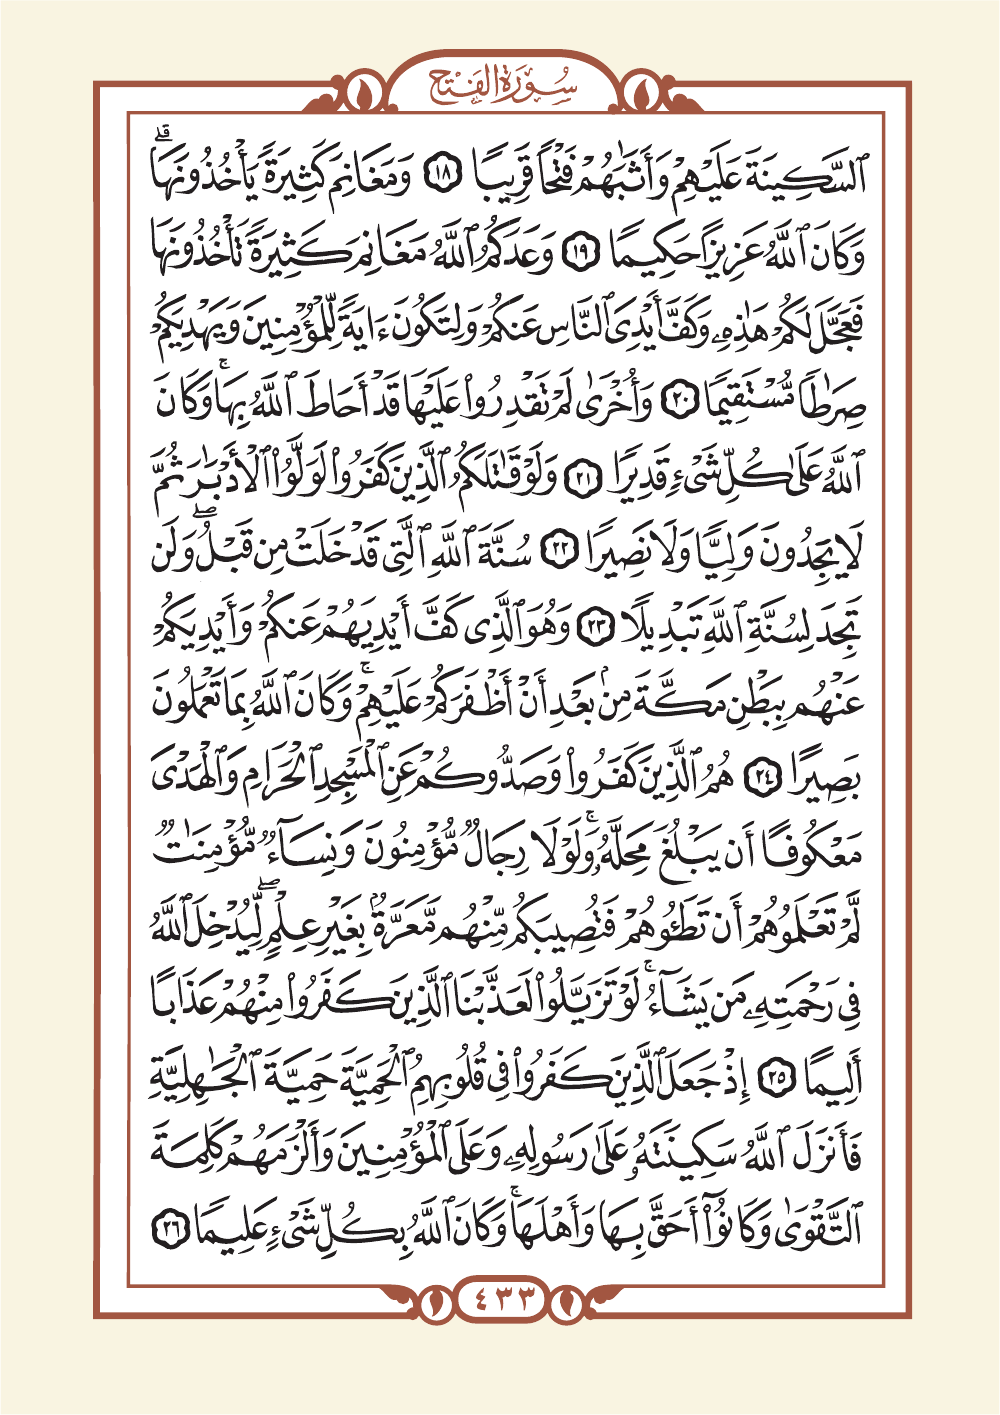 سُورَةُ الفَتْح
ٱلسَّكِينَةَ عَلَيْهِمْ وَأَثَـٰبَهُمْ فَتْحًا قَرِيبًا ١٨ وَمَغَانِمَ كَثِيرَةً يَأْخُذُونَهَا ۗ
وَكَانَ ٱللَّهُ عَزِيزًا حَكِيمًا ١٩ وَعَدَكُمُ ٱللَّهُ مَغَانِمَ كَثِيرَةً تَأْخُذُونَهَا
فَعَجَّلَ لَكُمْ هَـٰذِهِۦ وَكَفَّ أَيْدِىَ ٱلنَّاسِ عَنكُمْ وَلِتَكُونَ ءَايَةً لِّلْمُؤْمِنِينَ وَيَهْدِيَكُمْ
صِرَٰطًا مُّسْتَقِيمًا ٢٠ وَأُخْرَىٰ لَمْ تَقْدِرُوا۟ عَلَيْهَا قَدْ أَحَاطَ ٱللَّهُ بِهَا ۚ وَكَانَ
ٱللَّهُ عَلَىٰ كُلِّ شَىْءٍ قَدِيرًا ٢١ وَلَوْ قَـٰتَلَكُمُ ٱلَّذِينَ كَفَرُوا۟ لَوَلَّوُا۟ ٱلْأَدْبَـٰرَ ثُمَّ
لَا يَجِدُونَ وَلِيًّا وَلَا نَصِيرًا ٢٢ سُنَّةَ ٱللَّهِ ٱلَّتِى قَدْ خَلَتْ مِن قَبْلُ ۖ وَلَن
تَجِدَ لِسُنَّةِ ٱللَّهِ تَبْدِيلًا ٢٣ وَهُوَ ٱلَّذِى كَفَّ أَيْدِيَهُمْ عَنكُمْ وَأَيْدِيَكُمْ
عَنْهُم بِبَطْنِ مَكَّةَ مِنۢ بَعْدِ أَنْ أَظْفَرَكُمْ عَلَيْهِمْ ۚ وَكَانَ ٱللَّهُ بِمَا تَعْمَلُونَ
بَصِيرًا ٢٤ هُمُ ٱلَّذِينَ كَفَرُوا۟ وَصَدُّوكُمْ عَنِ ٱلْمَسْجِدِ ٱلْحَرَامِ وَٱلْهَدْىَ
مَعْكُوفًا أَن يَبْلُغَ مَحِلَّهُۥ ۚ وَلَوْلَا رِجَالٌ مُّؤْمِنُونَ وَنِسَآءٌ مُّؤْمِنَـٰتٌ
لَّمْ تَعْلَمُوهُمْ أَن تَطَـُٔوهُمْ فَتُصِيبَكُم مِّنْهُم مَّعَرَّةٌۢ بِغَيْرِ عِلْمٍ ۖ لِّيُدْخِلَ ٱللَّهُ
فِى رَحْمَتِهِۦ مَن يَشَآءُ ۚ لَوْ تَزَيَّلُوا۟ لَعَذَّبْنَا ٱلَّذِينَ كَفَرُوا۟ مِنْهُمْ عَذَابًا
أَلِيمًا ٢٥ إِذْ جَعَلَ ٱلَّذِينَ كَفَرُوا۟ فِى قُلُوبِهِمُ ٱلْحَمِيَّةَ حَمِيَّةَ ٱلْجَـٰهِلِيَّةِ
فَأَنزَلَ ٱللَّهُ سَكِينَتَهُۥ عَلَىٰ رَسُولِهِۦ وَعَلَى ٱلْمُؤْمِنِينَ وَأَلْزَمَهُمْ كَلِمَةَ
ٱلتَّقْوَىٰ وَكَانُوٓا۟ أَحَقَّ بِهَا وَأَهْلَهَا ۚ وَكَانَ ٱللَّهُ بِكُلِّ شَىْءٍ عَلِيمًا ٢٦
٤٣٣